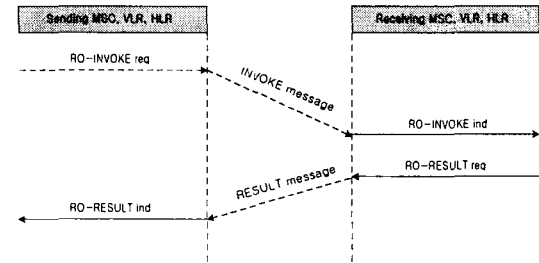 Sending MSC, VLR, HLR
Receiving MSC, VLR, HLR
RO-INVOKE req
INVOKE message
RO-INVOKE ind
RO-RESULT req
RESULT message
RO-RESULT ind